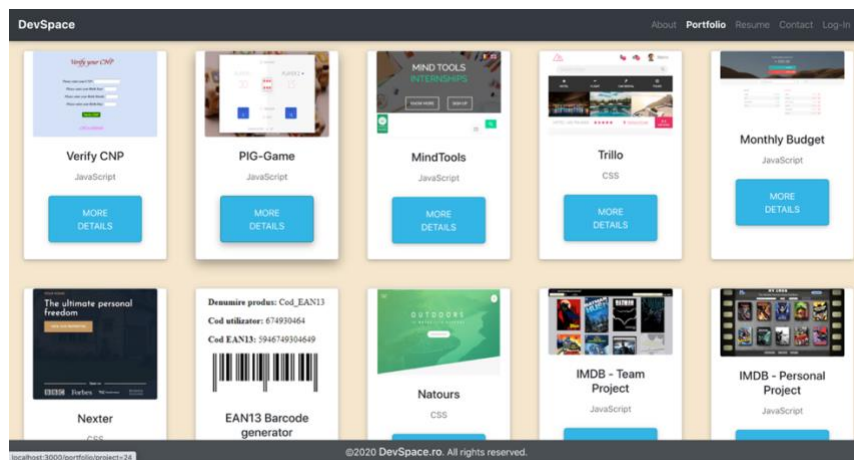 DevSpace
About Portfolio Resume Contact Log-In
Verify your CNP
MIND TOOLS
INTERNSHIPS
Verify CNP
JavaScript
MORE
DETAILS
PIG-Game
JavaScript
MORE
DETAILS
MindTools
JavaScript
MORE
DETAILS
Trillo
CSS
MORE
DETAILS
Monthly Budget
JavaScript
MORE
DETAILS
The ultimate personal
freedom
BBC Forbes
Nexter
CSS
Denumire produs: Cod_EAN13
Cod utilizator: 674930464
Cod EAN13: 5946749304649
EAN13 Barcode
generator
OUTDOORS
Natours
CSS
IMDB - Team
Project
JavaScript
IMDB - Personal
Project
JavaScript
©2020 DevSpace.ro. All rights reserved.
localhost:3000/portfolio/project=24